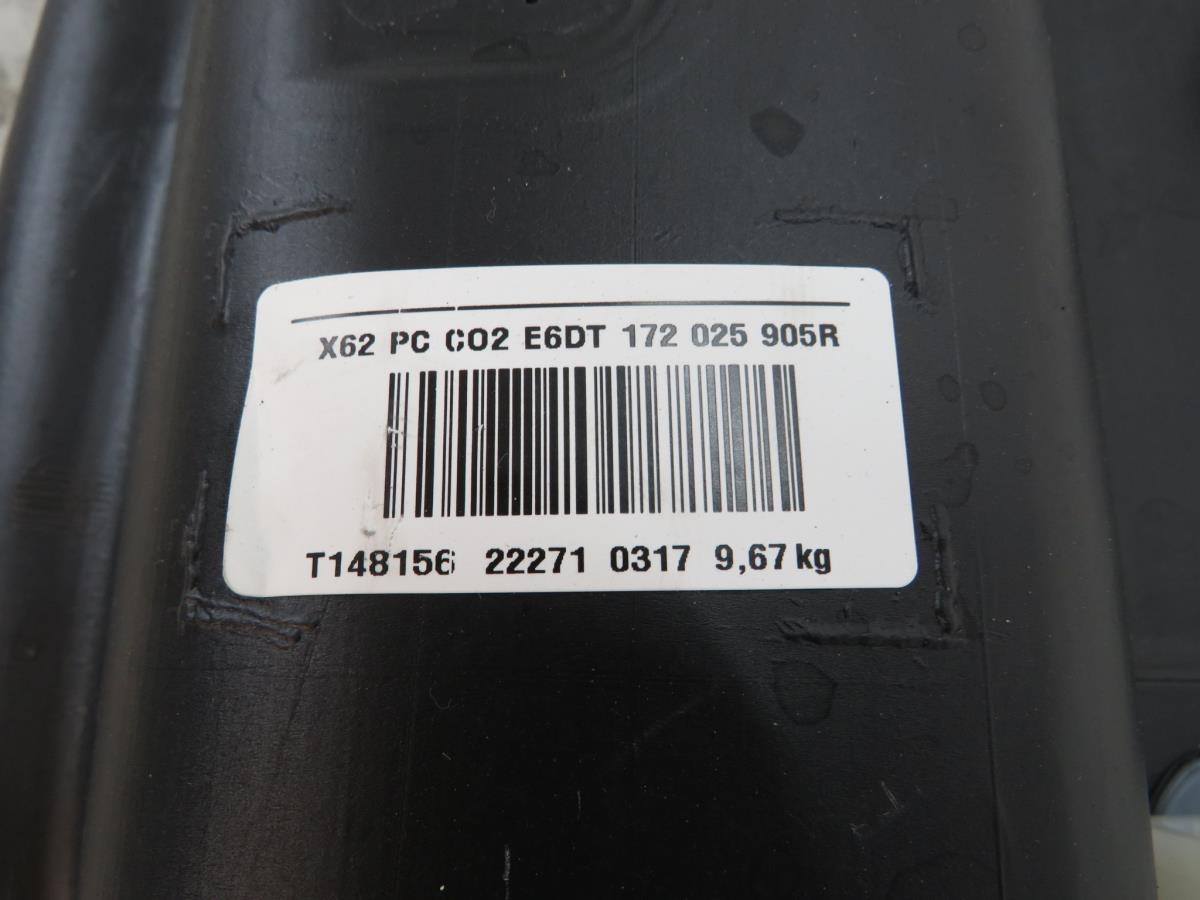 X62 PC CO2 E6DT 172 025 905R
T148156 22271 0317 9,67 kg